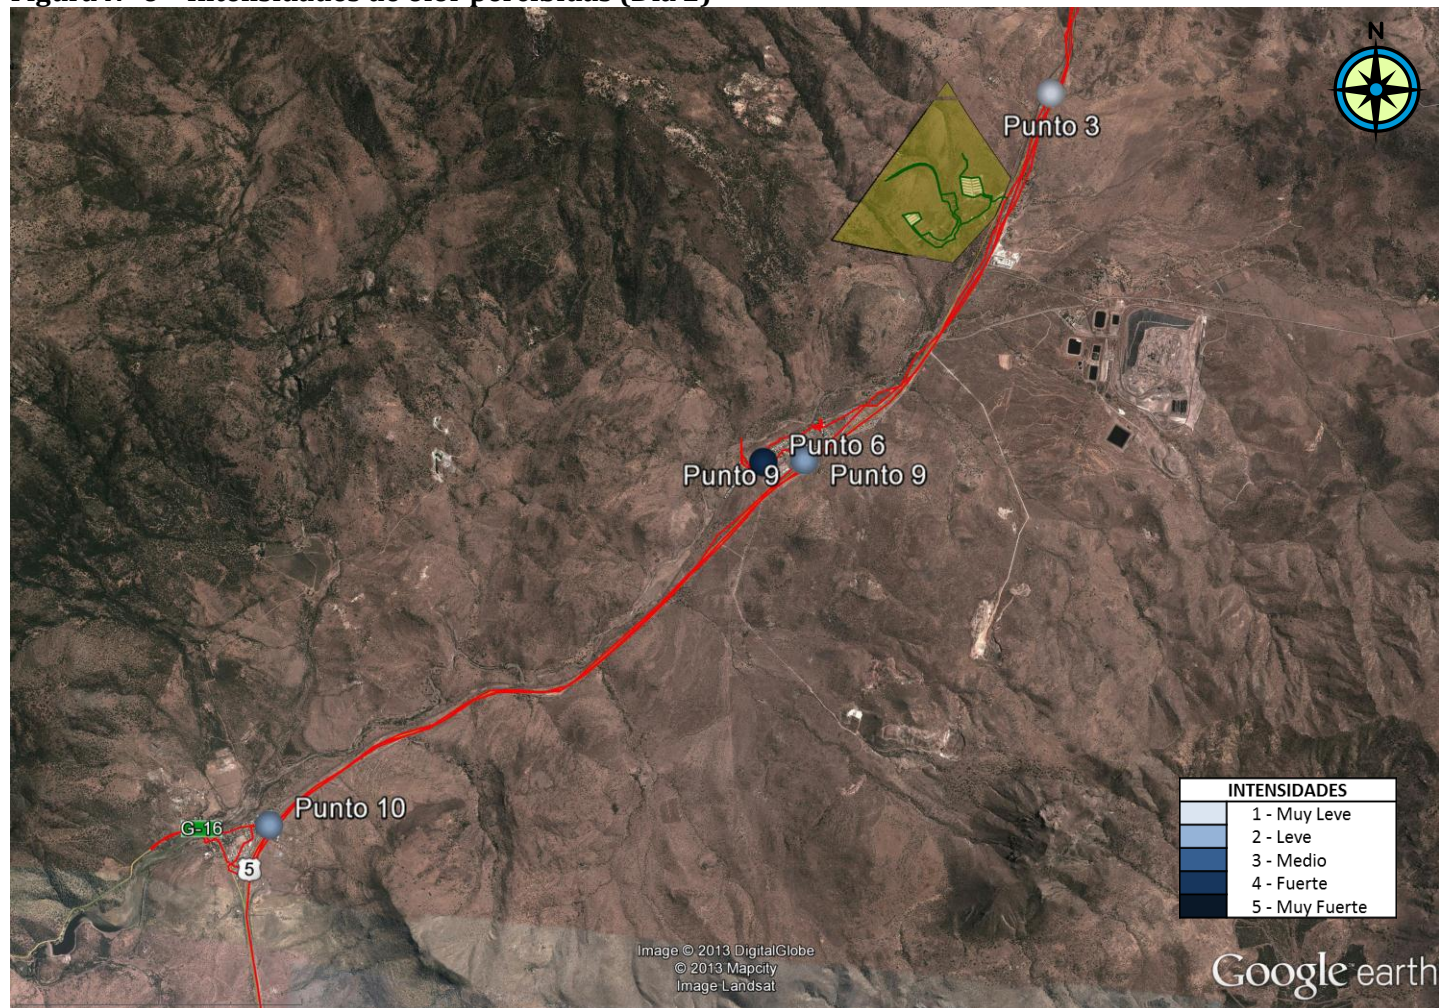 N
Punto 3
Punto 6
Punto 9
Punto 9
Punto 10
G-16
5
INTENSIDADES
1 - Muy Leve
2 - Leve
3 - Medio
4 - Fuerte
5 - Muy Fuerte
Image © 2013 DigitalGlobe
© 2013 Mapcity
Image Landsat
Google earth